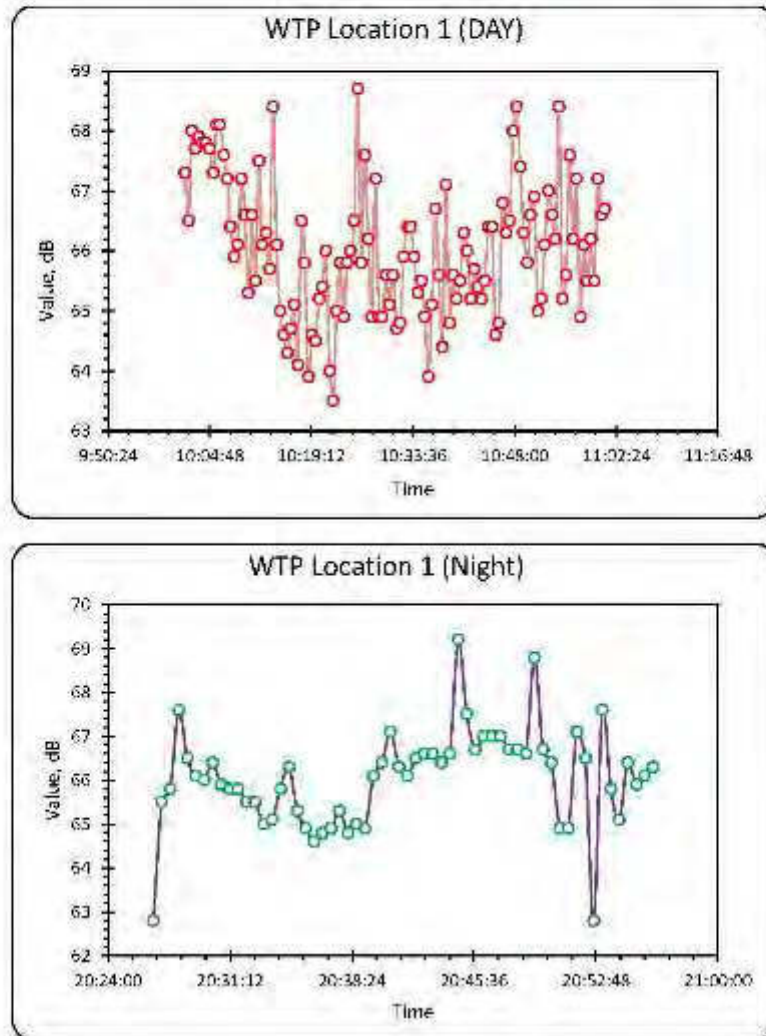 WTP Location 1 (DAY)
69
68
67
66
65
64
63
Value, dB
9:50:24 10:04:48 10:19:12 10:33:36 10:48:00 11:02:24 11:16:48
Time
WTP Location 1 (Night)
70
69
68
67
66
65
64
63
62
Value, dB
20:24:00 20:31:12 20:38:24 20:45:36 20:52:48 21:00:00
Time